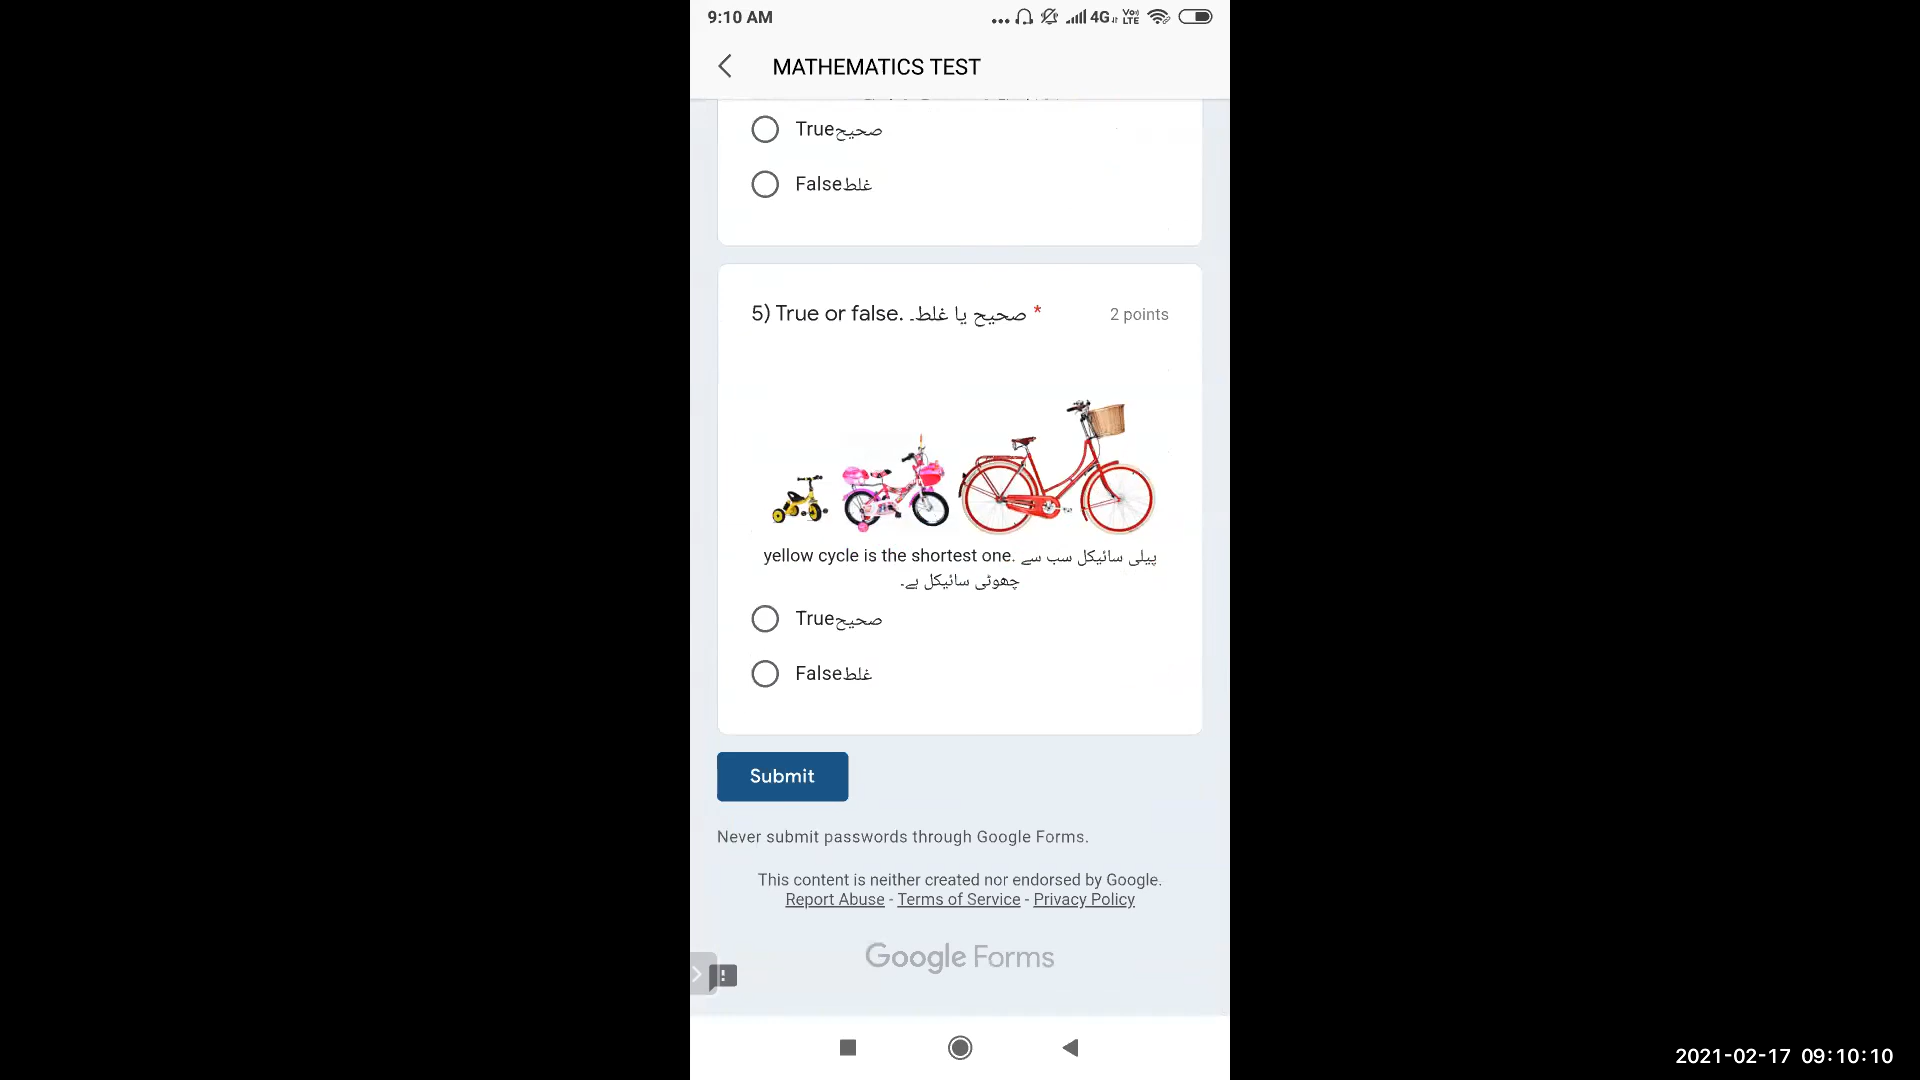 9:10 AM
4G Vo) LTE
MATHEMATICS TEST
Trueصحیح
Falseغلط
5) True or false. صحیح یا غلط۔ *
2 points
yellow cycle is the shortest one. پیلی سائیکل سب سے
چھوٹی سائیکل ہے۔
Trueصحیح
Falseغلط
Submit
Never submit passwords through Google Forms.
This content is neither created nor endorsed by Google.
Report Abuse - Terms of Service - Privacy Policy
Google Forms
2021-02-17 09:10:10